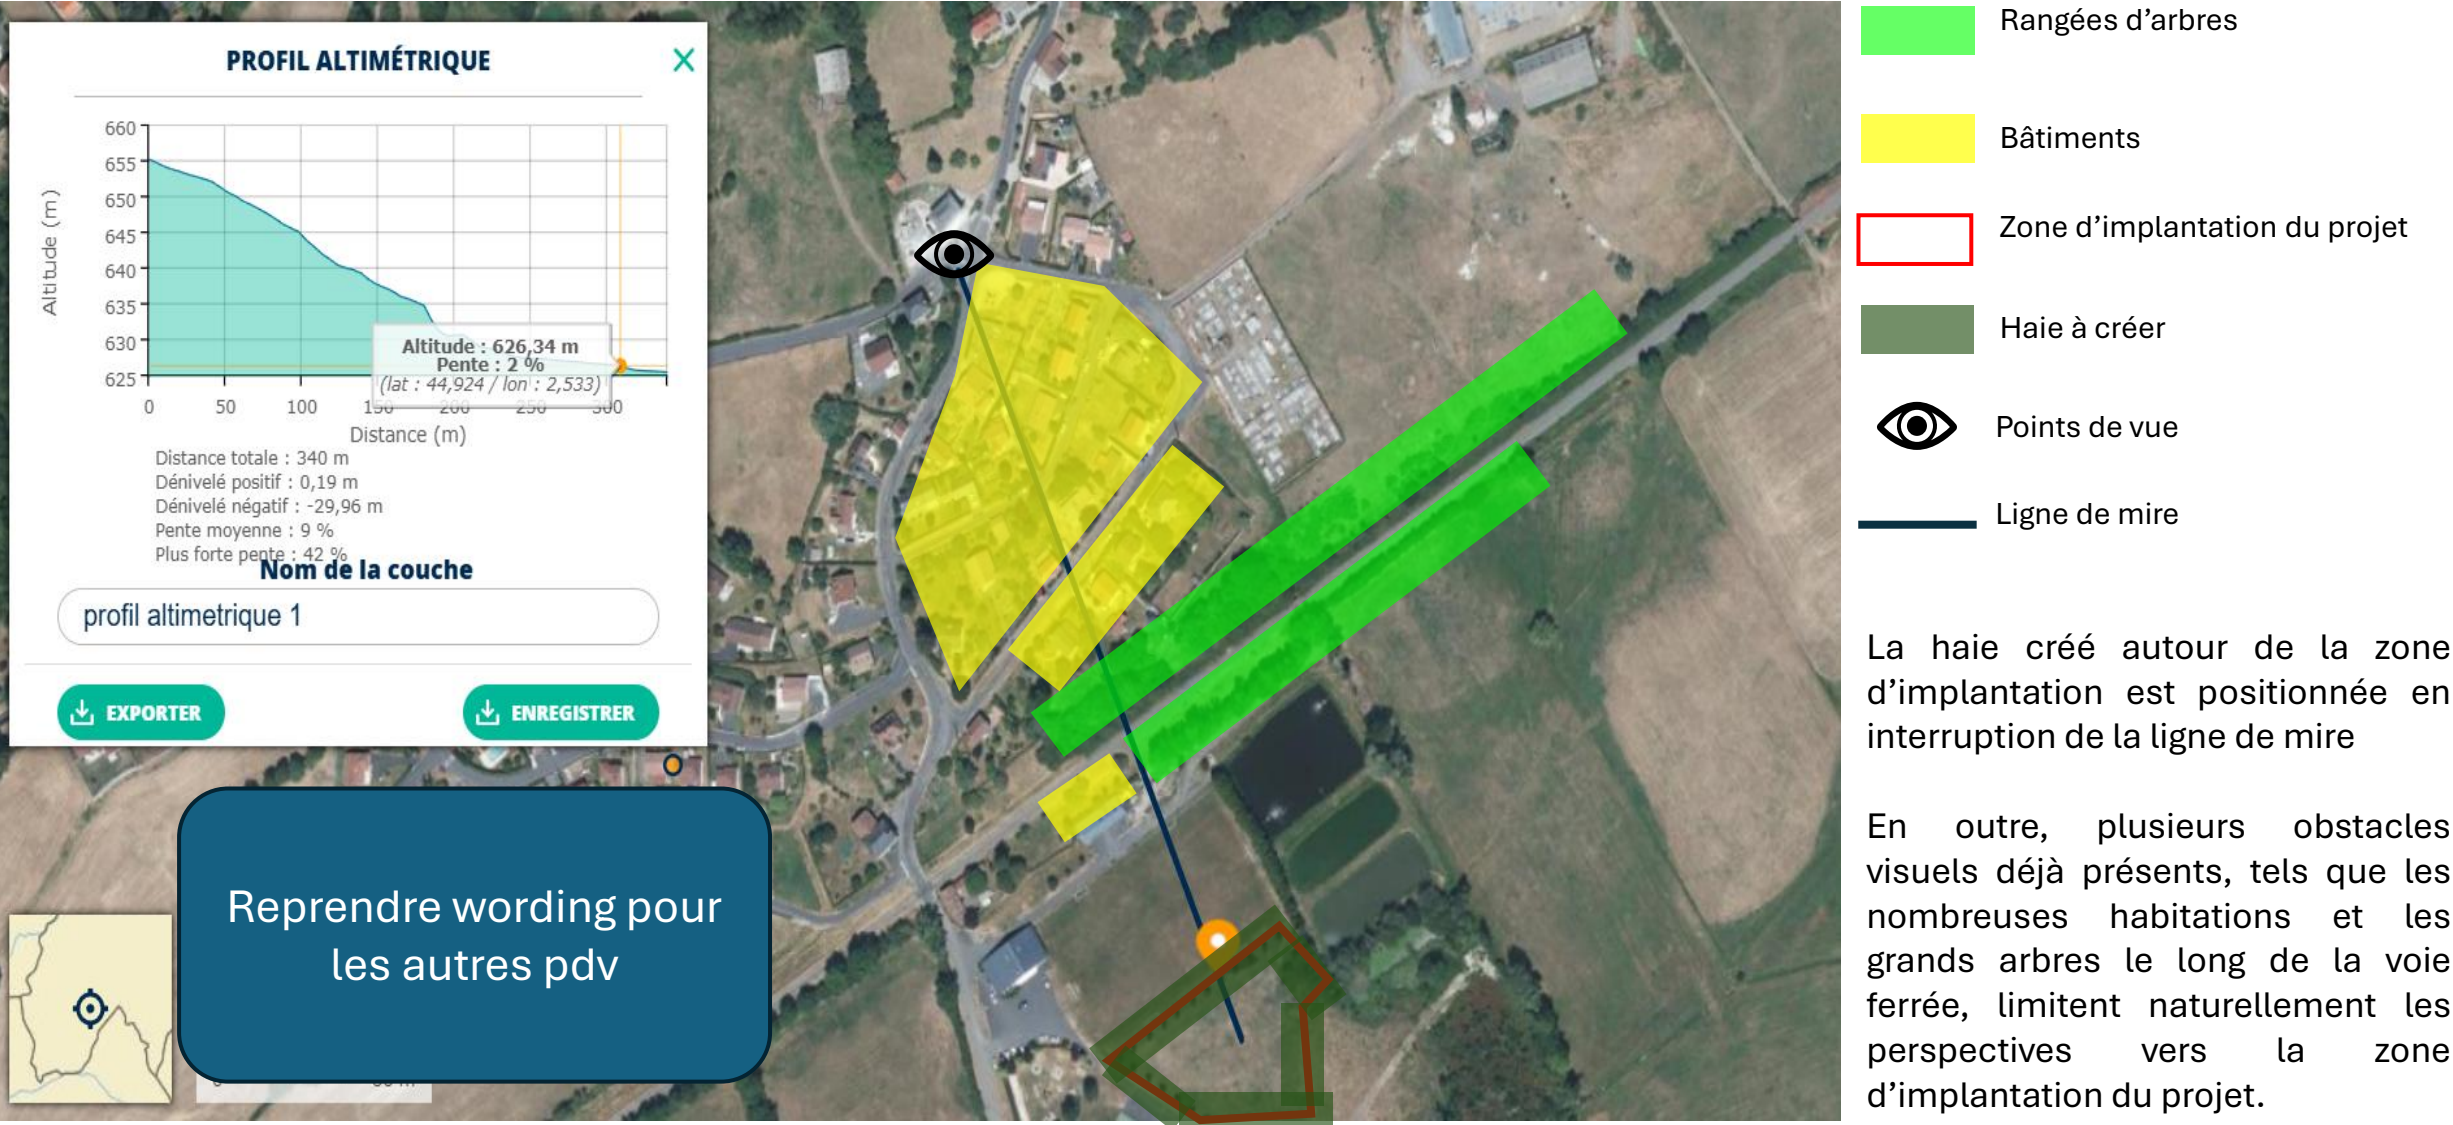 PROFIL ALTIMÉTRIQUE
Altitude (m)
660
655
650
645
640
635
630
625
Altitude : 626,34 m
Pente : 2 %
(lat : 44,924 / lon : 2,533)
0 50 100 150 200 250 300
Distance (m)
Distance totale : 340 m
Dénivelé positif : 0,19 m
Dénivelé négatif : -29,96 m
Pente moyenne : 9 %
Plus forte pente : 42 %
Nom de la couche
profil altimetrique 1
EXPORTER
ENREGISTRER
Reprendre wording pour
les autres pdv
Rangées d’arbres
Bâtiments
Zone d’implantation du projet
Haie à créer
Points de vue
Ligne de mire
La haie créé autour de la zone
d’implantation est positionnée en
interruption de la ligne de mire
En outre, plusieurs obstacles
visuels déjà présents, tels que les
nombreuses habitations et les
grands arbres le long de la voie
ferrée, limitent naturellement les
perspectives vers la zone
d’implantation du projet.